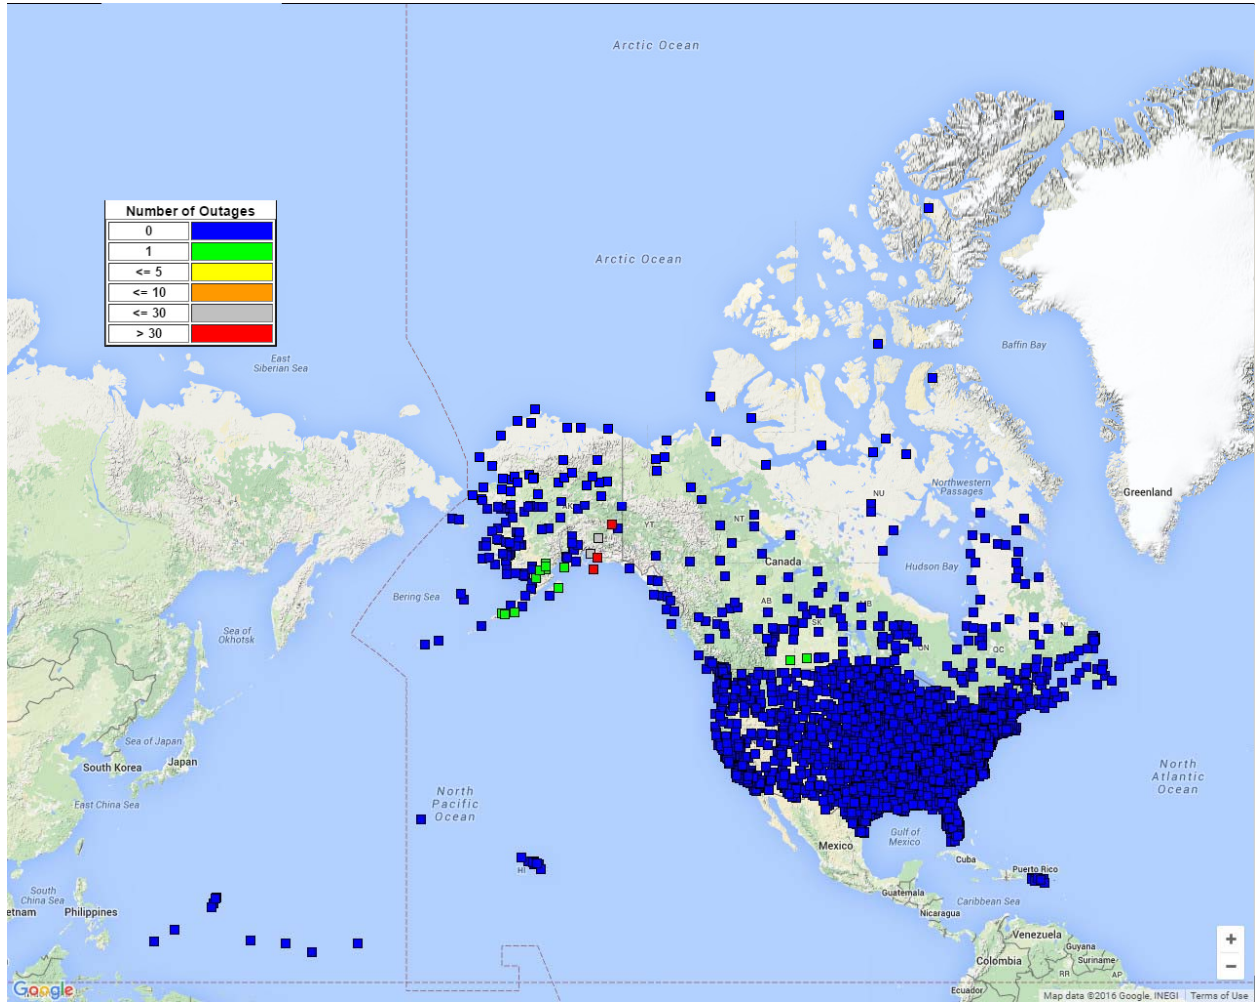 Arctic Ocean
Number of Outages
0
1
<= 5
<= 10
<= 30
> 30
Arctic Ocean
East
Siberian Sea
Baffin Bay
Northwestern
Passages
Greenland
NU
AK
YT
NT
Canada
Hudson Bay
Bering Sea
AB
MB
SK
NL
Sea of
Okhotsk
ON
QC
Sea of Japan
South Korea
Japan
East China Sea
North
Pacific
Ocean
North
Atlantic
Ocean
Mexico
Gulf of
Mexico
Cuba
Puerto Rico
HI
Guatemala
Caribbean Sea
Nicaragua
South
China Sea
etnam
Philippines
Venezuela
Guyana
Colombia
Suriname
RR
AP
Ecuador
+
−
Google
Map data ©2016 Google, INEGI
Terms of Use